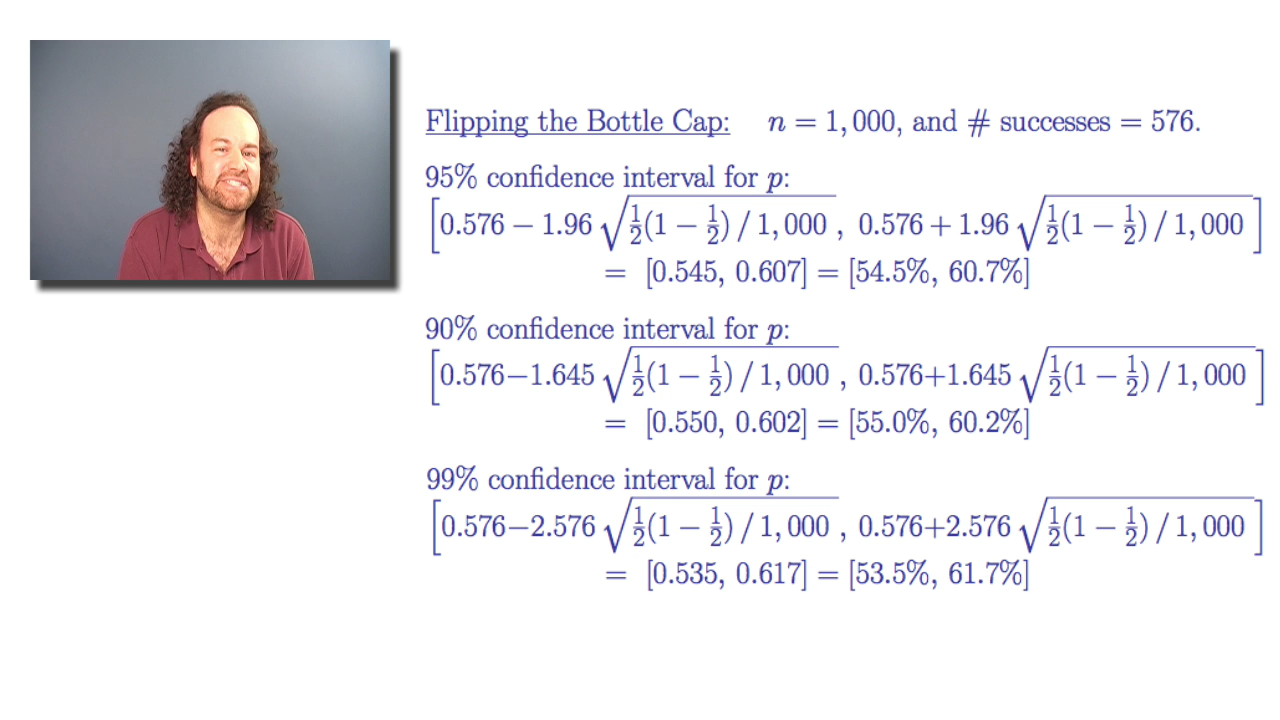 Flipping the Bottle Cap: n = 1,000, and # successes = 576.
95% confidence interval for p:
[0.576 − 1.96 √(1/2(1 − 1/2) / 1,000) , 0.576 + 1.96 √(1/2(1 − 1/2) / 1,000) ]
= [0.545, 0.607] = [54.5%, 60.7%]
90% confidence interval for p:
[0.576−1.645 √(1/2(1 − 1/2) / 1,000) , 0.576+1.645 √(1/2(1 − 1/2) / 1,000) ]
= [0.550, 0.602] = [55.0%, 60.2%]
99% confidence interval for p:
[0.576−2.576 √(1/2(1 − 1/2) / 1,000) , 0.576+2.576 √(1/2(1 − 1/2) / 1,000) ]
= [0.535, 0.617] = [53.5%, 61.7%]